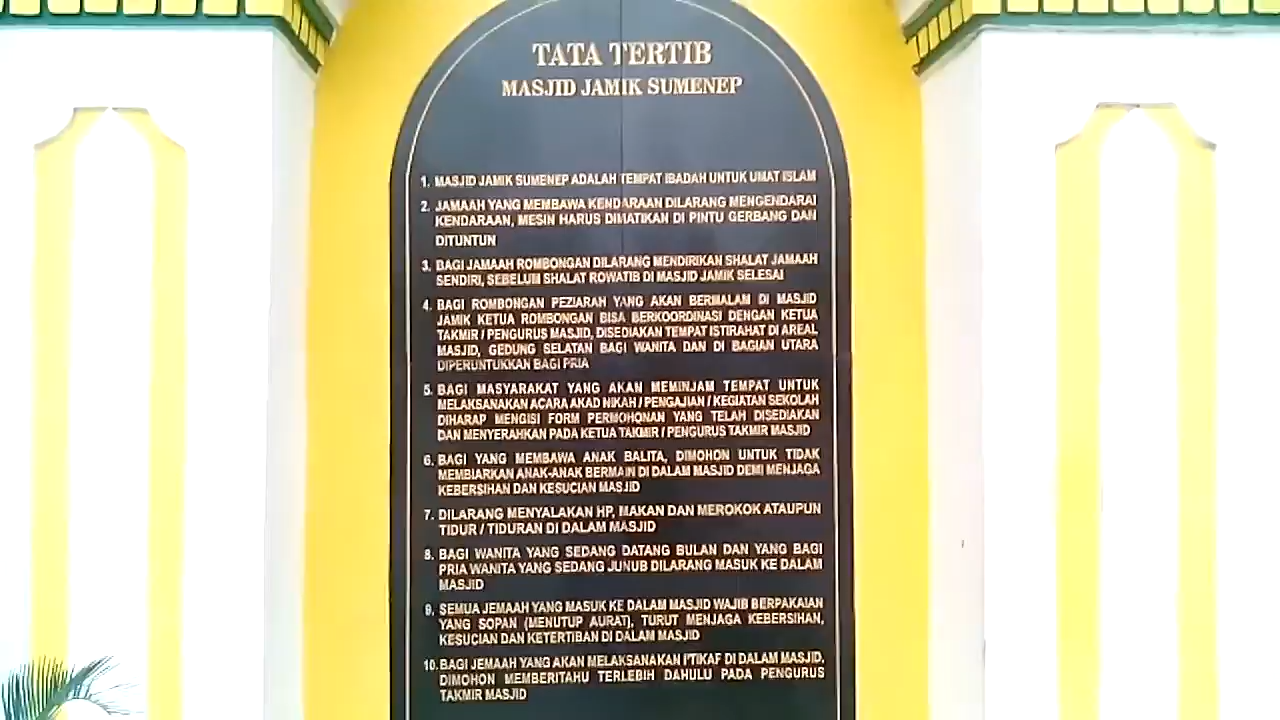 TATA TERTIB
MASJID JAMIK SUMENEP
1. MASJID JAMIK SUMENEP ADALAH TEMPAT IBADAH UNTUK UMAT ISLAM
2. JAMAAH YANG MEMBAWA KENDARAAN DILARANG MENGENDARAI
KENDARAAN, MESIN HARUS DIMATIKAN DI PINTU GERBANG DAN
DITUNTUN
3. BAGI JAMAAH ROMBONGAN DILARANG MENDIRIKAN SHALAT JAMAAH
SENDIRI, SEBELUM SHALAT ROWATIB DI MASJID JAMIK SELESAI
4. BAGI ROMBONGAN PEZIARAH YANG AKAN BERMALAM DI MASJID
JAMIK KETUA ROMBONGAN BISA BERKOORDINASI DENGAN KETUA
TAKMIR / PENGURUS MASJID, DISEDIAKAN TEMPAT ISTIRAHAT DI AREAL
MASJID, GEDUNG SELATAN BAGI WANITA DAN DI BAGIAN UTARA
DIPERUNTUKKAN BAGI PRIA
5. BAGI MASYARAKAT YANG AKAN MEMINJAM TEMPAT UNTUK
MELAKSANAKAN ACARA AKAD NIKAH / PENGAJIAN / KEGIATAN SEKOLAH
DIHARAP MENGISI FORM PERMOHONAN YANG TELAH DISEDIAKAN
DAN MENYERAHKAN PADA KETUA TAKMIR / PENGURUS TAKMIR MASJID
6. BAGI YANG MEMBAWA ANAK BALITA, DIMOHON UNTUK TIDAK
MEMBIARKAN ANAK-ANAK BERMAIN DI DALAM MASJID DEMI MENJAGA
KEBERSIHAN DAN KESUCIAN MASJID
7. DILARANG MENYALAKAN HP, MAKAN DAN MEROKOK ATAUPUN
TIDUR / TIDURAN DI DALAM MASJID
8. BAGI WANITA YANG SEDANG DATANG BULAN DAN YANG BAGI
PRIA WANITA YANG SEDANG JUNUB DILARANG MASUK KE DALAM
MASJID
9. SEMUA JEMAAH YANG MASUK KE DALAM MASJID WAJIB BERPAKAIAN
YANG SOPAN (MENUTUP AURAT), TURUT MENJAGA KEBERSIHAN,
KESUCIAN DAN KETERTIBAN DI DALAM MASJID
10. BAGI JEMAAH YANG AKAN MELAKSANAKAN I'TIKAF DI DALAM MASJID,
DIMOHON MEMBERITAHU TERLEBIH DAHULU PADA PENGURUS
TAKMIR MASJID